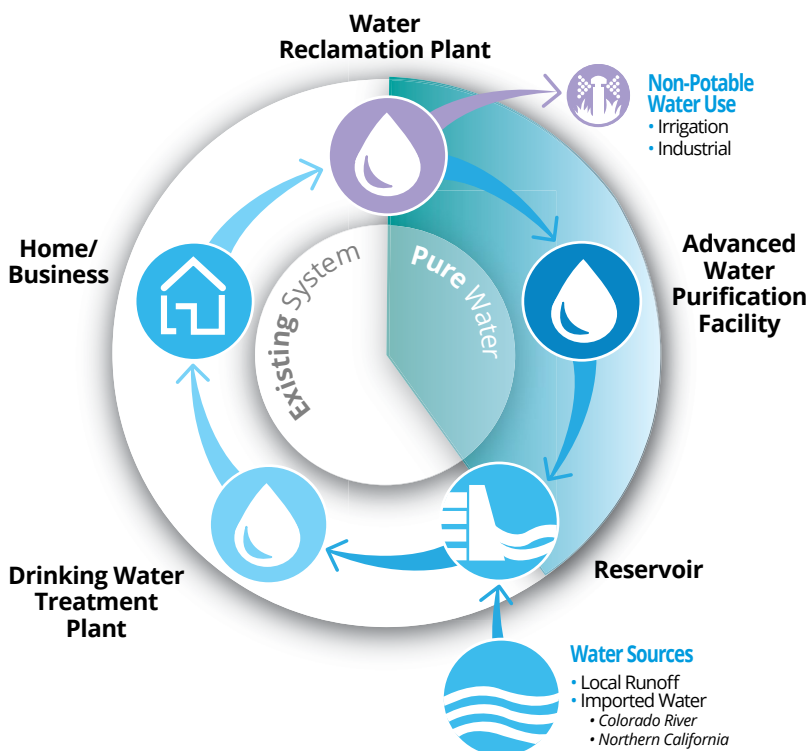 Water
Reclamation Plant
Non-Potable
Water Use
• Irrigation
• Industrial
Home/
Business
Existing System
Pure Water
Advanced
Water
Purification
Facility
Drinking Water
Treatment
Plant
Reservoir
Water Sources
• Local Runoff
• Imported Water
• Colorado River
• Northern California